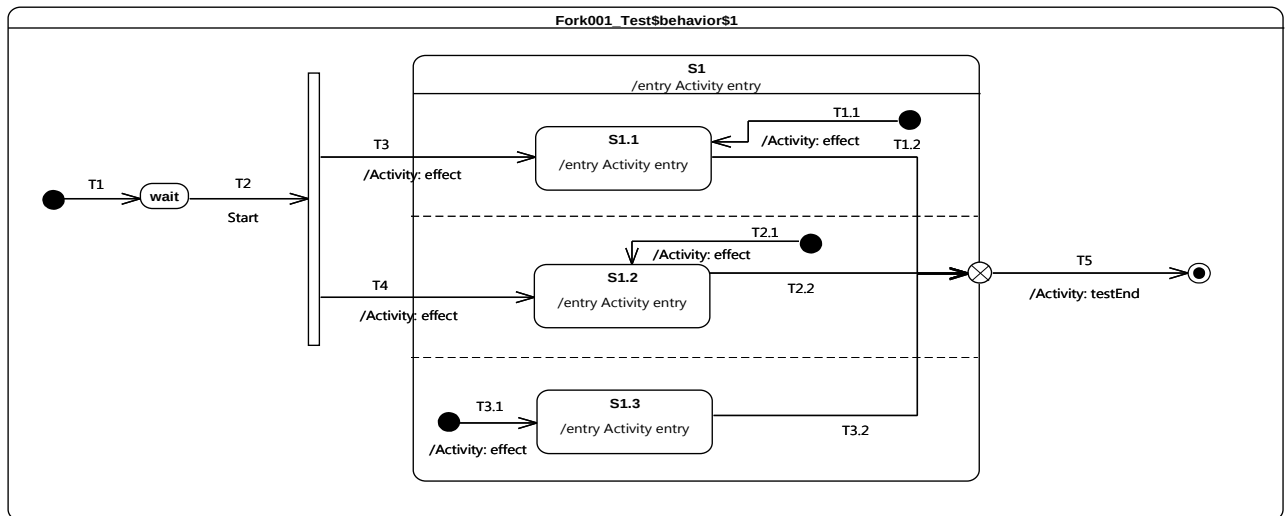 Fork001_Test$behavior$1
S1
/entry Activity entry
T1.1
S1.1
/Activity: effect
T1.2
T3
/entry Activity entry
/Activity: effect
T1
T2
wait
Start
T2.1
/Activity: effect
S1.2
T5
T4
T2.2
/entry Activity entry
/Activity: testEnd
/Activity: effect
S1.3
T3.1
/entry Activity entry
T3.2
/Activity: effect